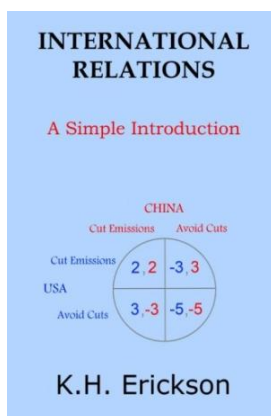 INTERNATIONAL
RELATIONS
A Simple Introduction
CHINA
Cut Emissions Avoid Cuts
Cut Emissions 2,2 -3,3
USA
Avoid Cuts 3,-3 -5,-5
K.H. Erickson